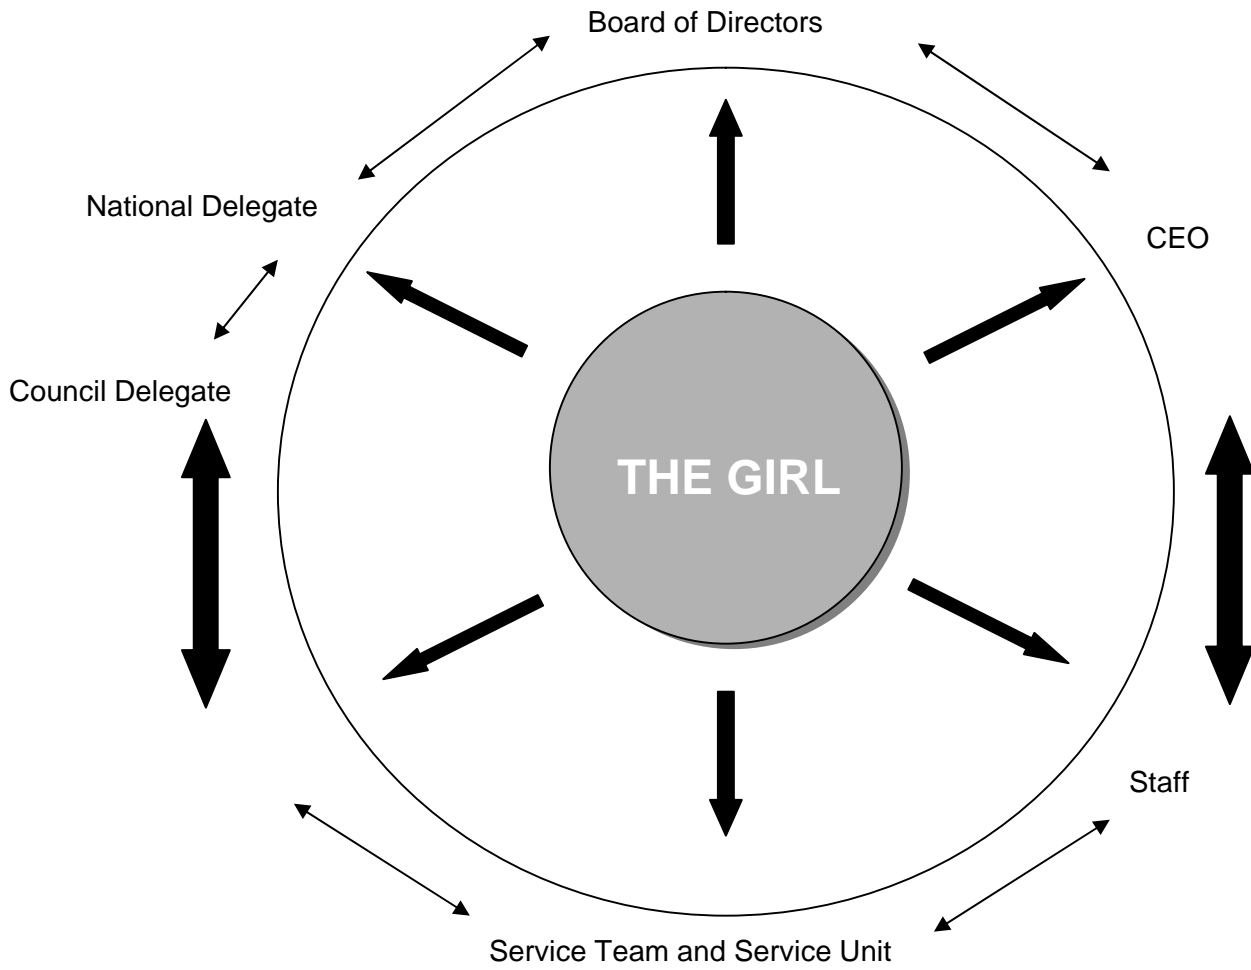 Board of Directors
National Delegate
CEO
Council Delegate
THE GIRL
Staff
Service Team and Service Unit